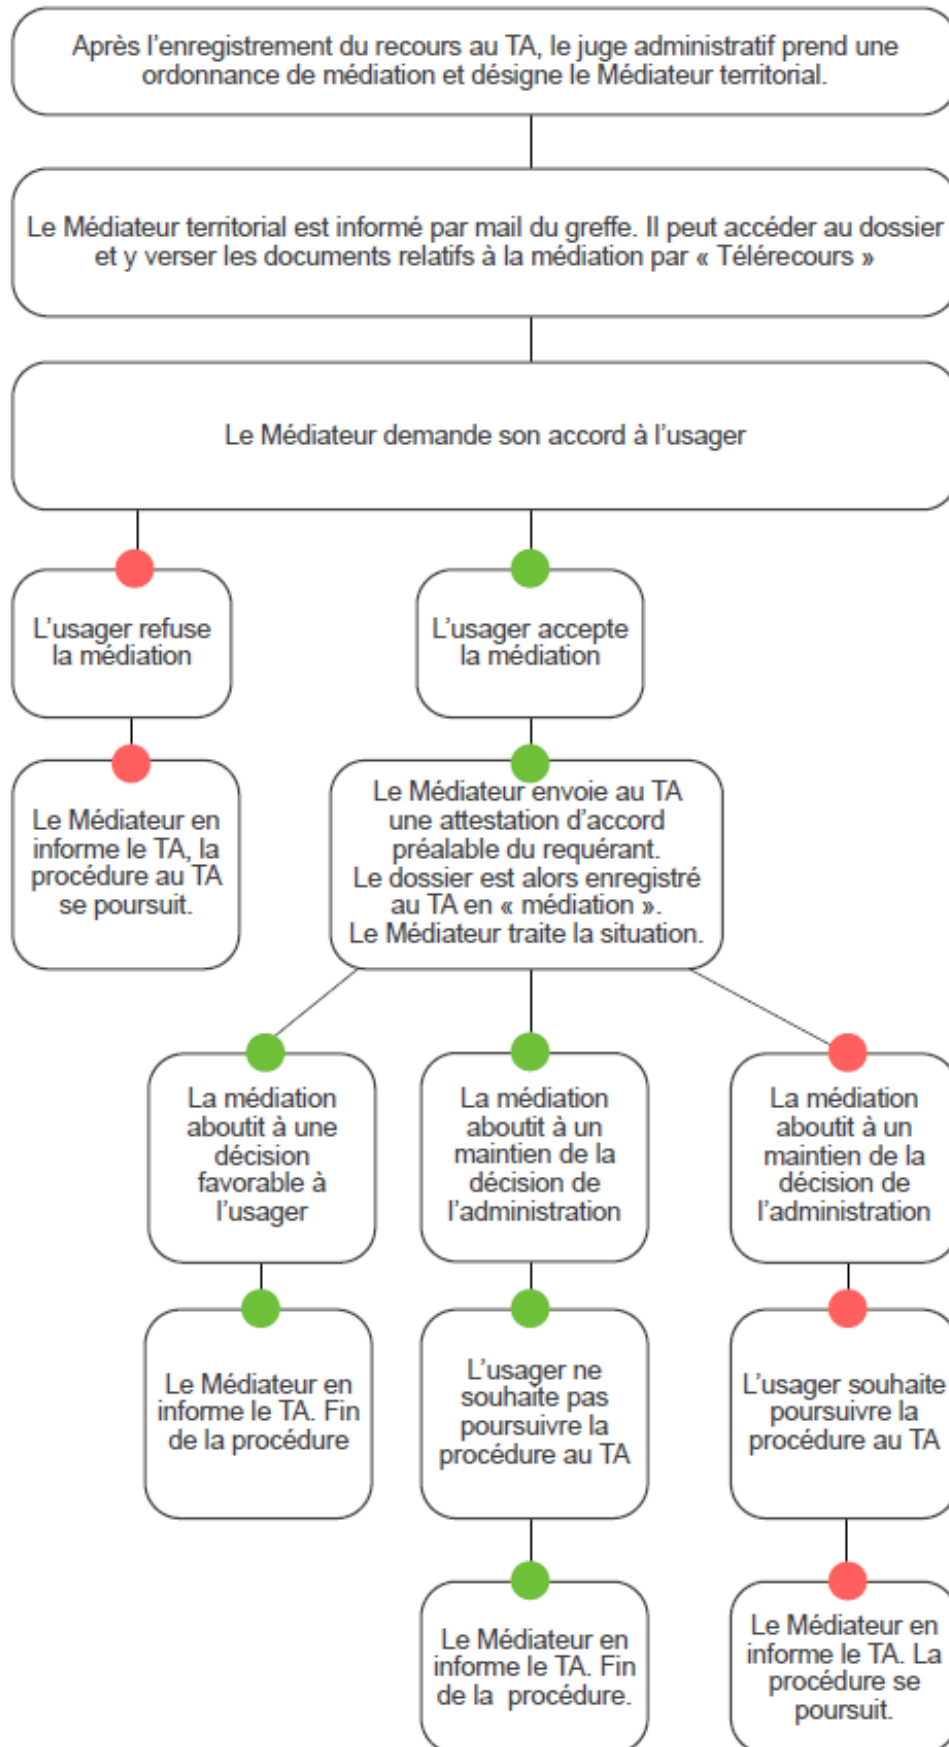 Après l'enregistrement du recours au TA, le juge administratif prend une
ordonnance de médiation et désigne le Médiateur territorial.
Le Médiateur territorial est informé par mail du greffe. Il peut accéder au dossier
et y verser les documents relatifs à la médiation par « Télérecours »
Le Médiateur demande son accord à l'usager
L'usager refuse
la médiation
L'usager accepte
la médiation
Le Médiateur en
informe le TA, la
procédure au TA
se poursuit.
Le Médiateur envoie au TA
une attestation d'accord
préalable du requérant.
Le dossier est alors enregistré
au TA en « médiation ».
Le Médiateur traite la situation.
La médiation
aboutit à une
décision
favorable à
l'usager
La médiation
aboutit à un
maintien de la
décision de
l'administration
La médiation
aboutit à un
maintien de la
décision de
l'administration
Le Médiateur en
informe le TA. Fin
de la procédure
L'usager ne
souhaite pas
poursuivre la
procédure au TA
L'usager souhaite
poursuivre la
procédure au TA
Le Médiateur en
informe le TA. Fin
de la procédure.
Le Médiateur en
informe le TA. La
procédure se
poursuit.